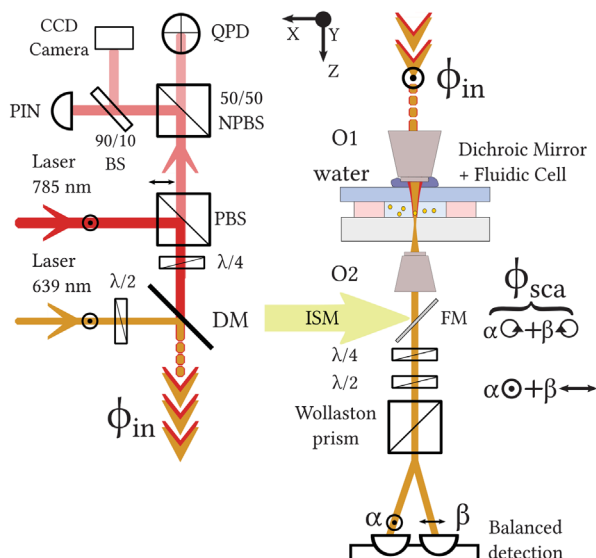 CCD
Camera
QPD
PIN
90/10
BS
50/50
NPBS
Laser
785 nm
PBS
λ/4
Laser
639 nm
λ/2
DM
ϕin
X
Y
Z
ϕin
O1
water
Dichroic Mirror
+ Fluidic Cell
O2
ISM
FM
ϕsca
α + β
λ/4
λ/2
α + β
Wollaston
prism
α
β
Balanced
detection